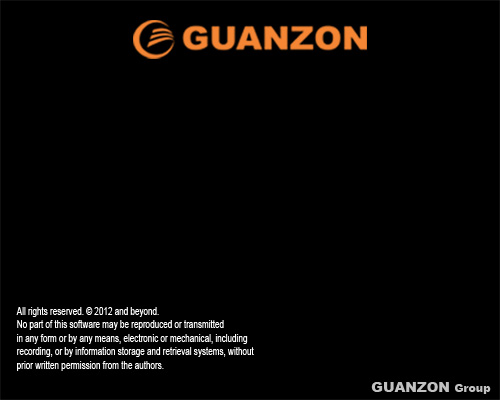 GUANZON
All rights reserved. © 2012 and beyond.
No part of this software may be reproduced or transmitted
in any form or by any means, electronic or mechanical, including
recording, or by information storage and retrieval systems, without
prior written permission from the authors.
GUANZON Group